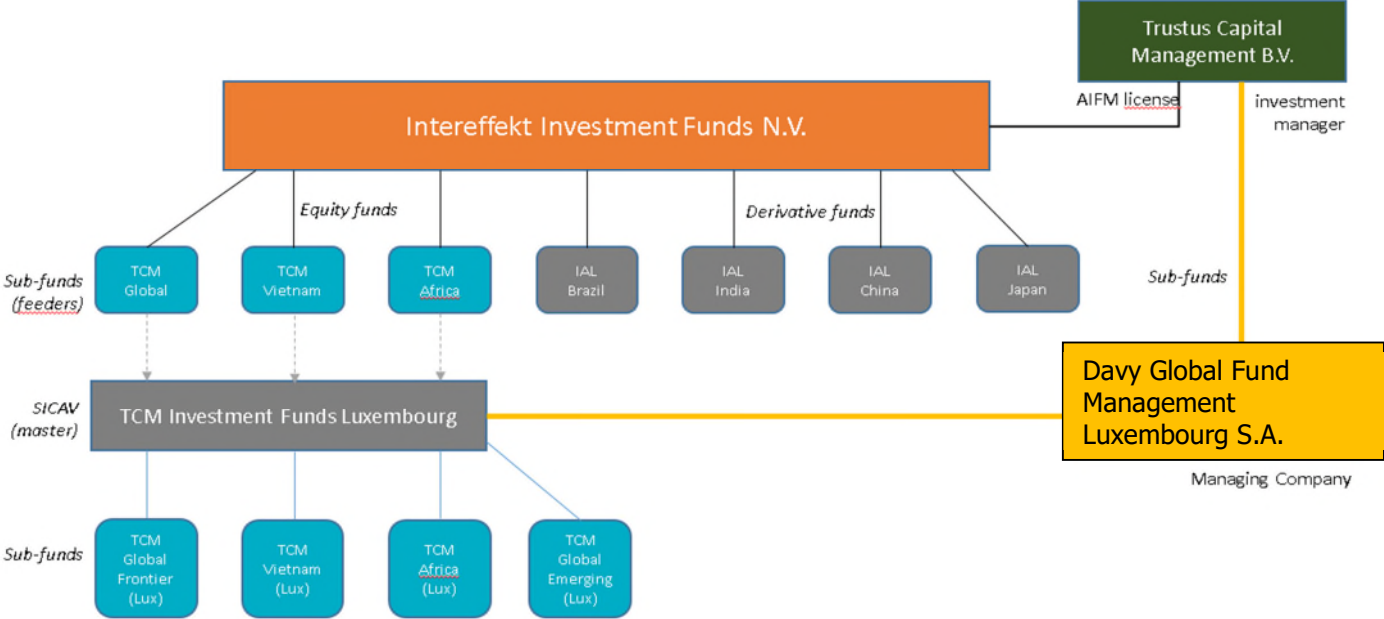 Trustus Capital
Management B.V.
AIFM license
investment
manager
Intereffekt Investment Funds N.V.
Equity funds
Derivative funds
Sub-funds
(feeders)
TCM
Global
TCM
Vietnam
TCM
Africa
IAL
Brazil
IAL
India
IAL
China
IAL
Japan
Sub-funds
SICAV
(master)
TCM Investment Funds Luxembourg
Davy Global Fund
Management
Luxembourg S.A.
Managing Company
Sub-funds
TCM
Global
Frontier
(Lux)
TCM
Vietnam
(Lux)
TCM
Africa
(Lux)
TCM
Global
Emerging
(Lux)